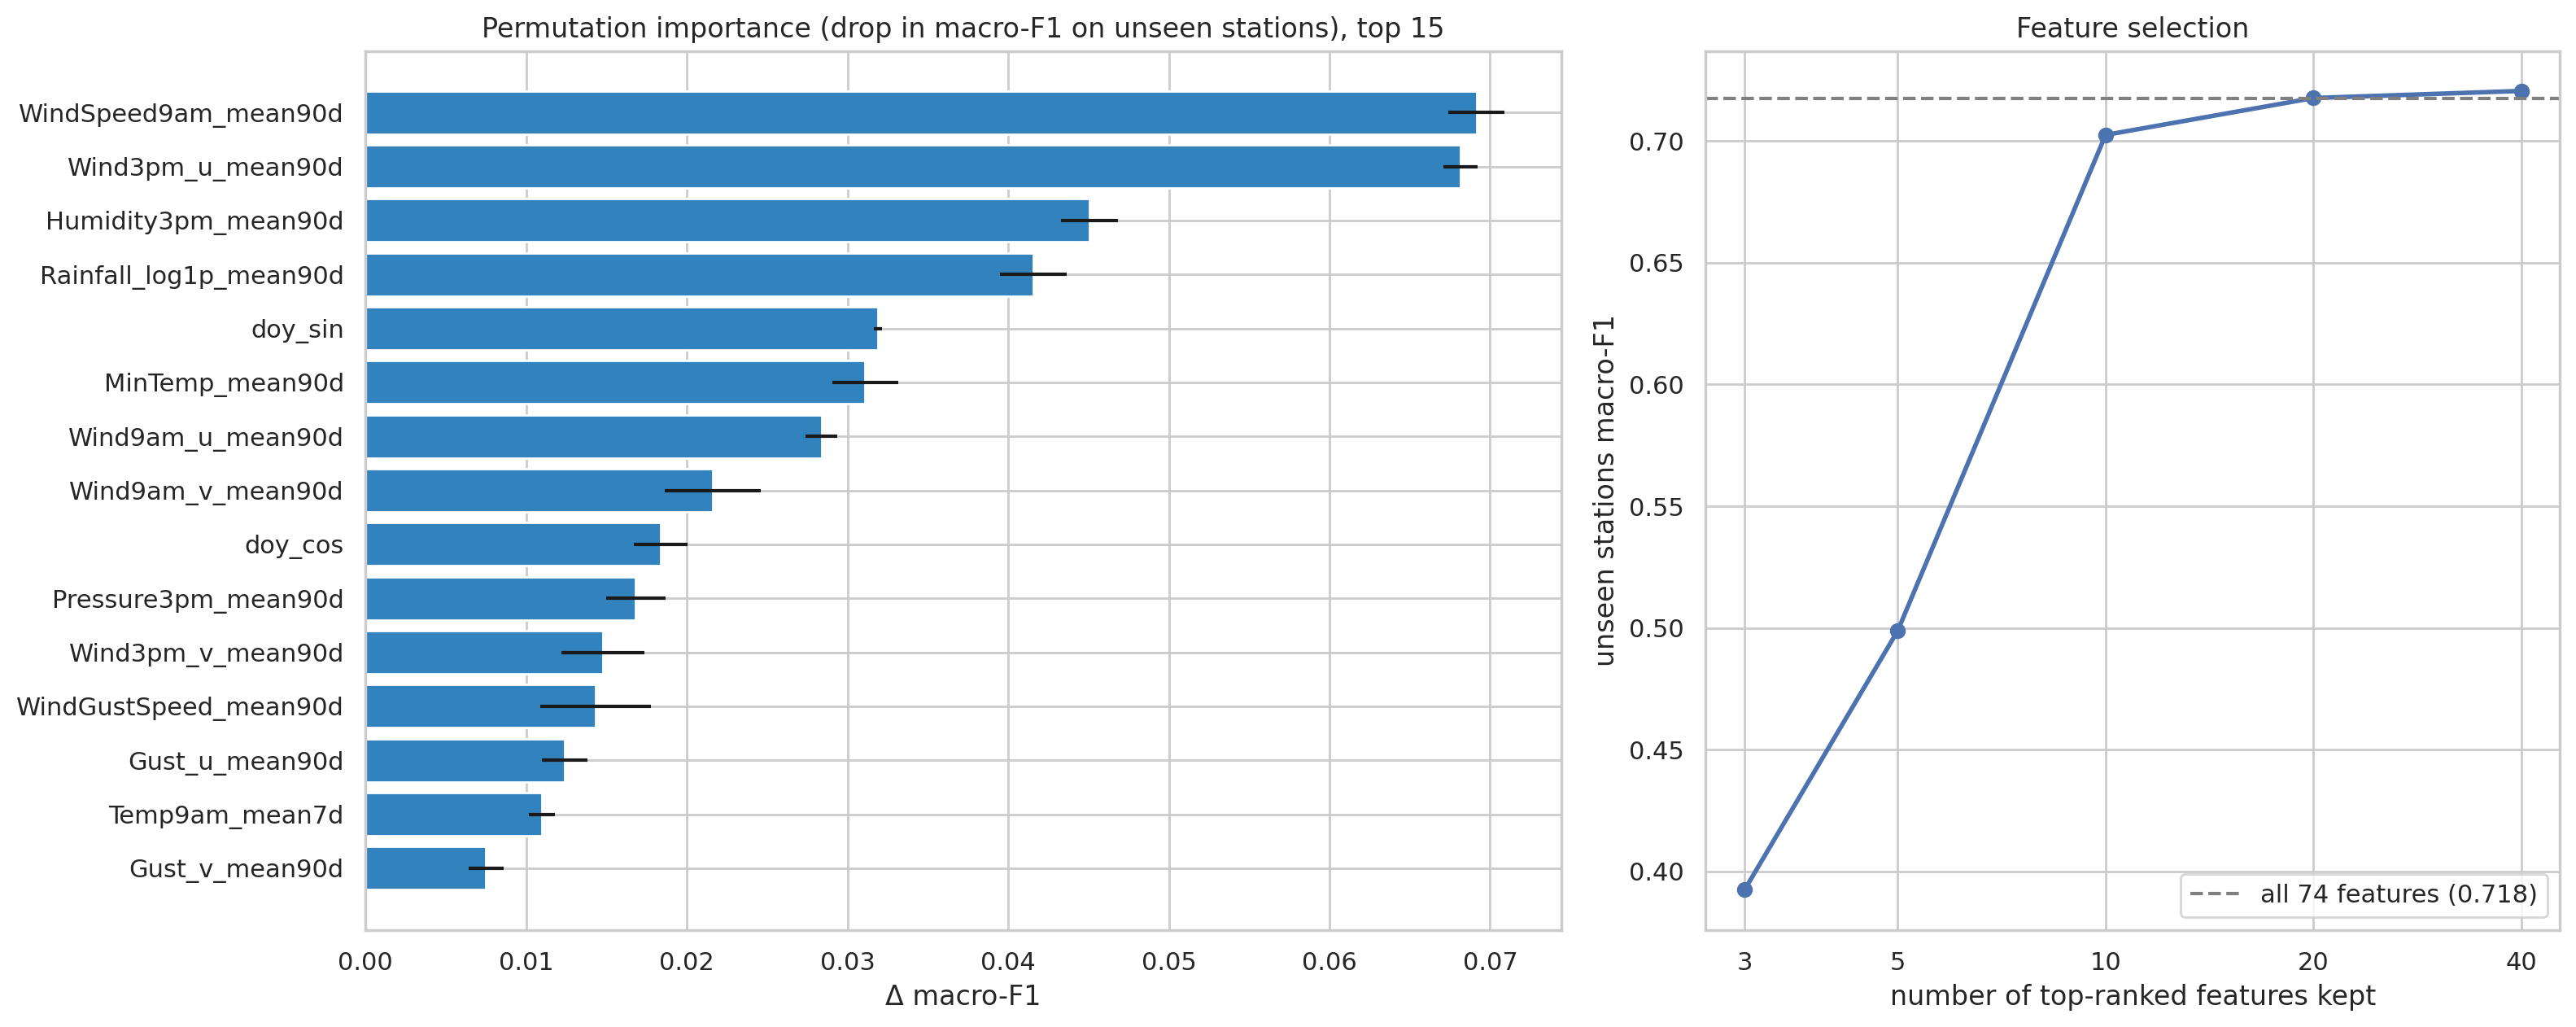 Permutation importance (drop in macro-F1 on unseen stations), top 15
WindSpeed9am_mean90d
Wind3pm_u_mean90d
Humidity3pm_mean90d
Rainfall_log1p_mean90d
doy_sin
MinTemp_mean90d
Wind9am_u_mean90d
Wind9am_v_mean90d
doy_cos
Pressure3pm_mean90d
Wind3pm_v_mean90d
WindGustSpeed_mean90d
Gust_u_mean90d
Temp9am_mean7d
Gust_v_mean90d
0.00 0.01 0.02 0.03 0.04 0.05 0.06 0.07
Δ macro-F1
Feature selection
unseen stations macro-F1
0.70
0.65
0.60
0.55
0.50
0.45
0.40
all 74 features (0.718)
3 5 10 20 40
number of top-ranked features kept